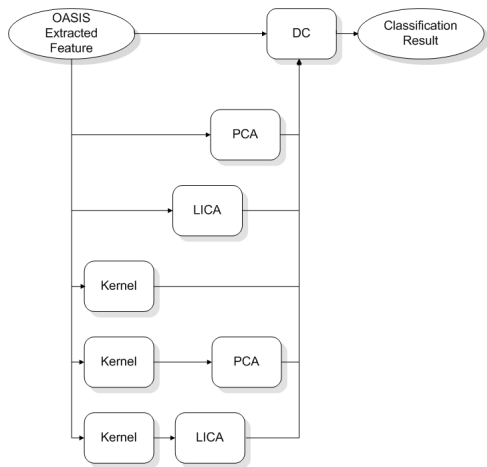 OASIS
Extracted
Feature
DC
Classification
Result
PCA
LICA
Kernel
Kernel
PCA
Kernel
LICA